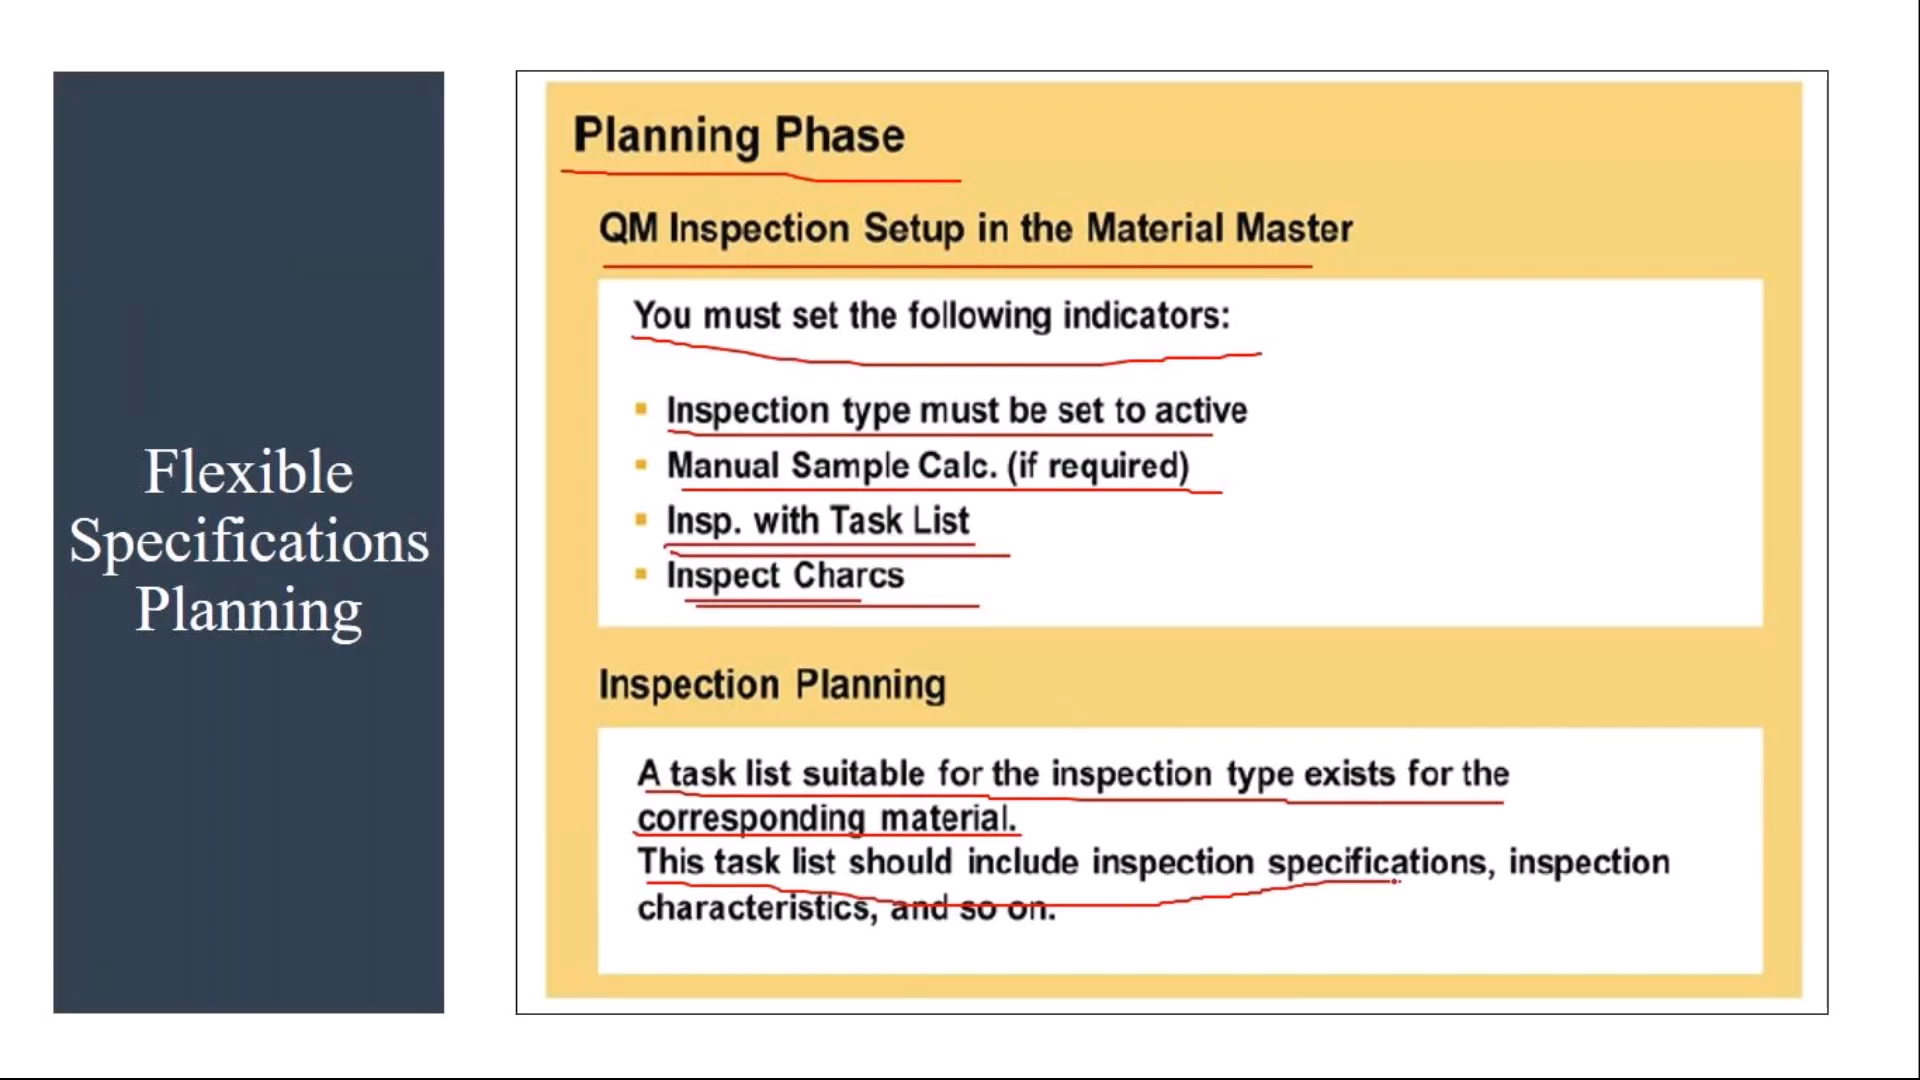 Flexible
Specifications
Planning
Planning Phase
QM Inspection Setup in the Material Master
You must set the following indicators:
Inspection type must be set to active
Manual Sample Calc. (if required)
Insp. with Task List
Inspect Charcs
Inspection Planning
A task list suitable for the inspection type exists for the
corresponding material.
This task list should include inspection specifications, inspection
characteristics, and so on.